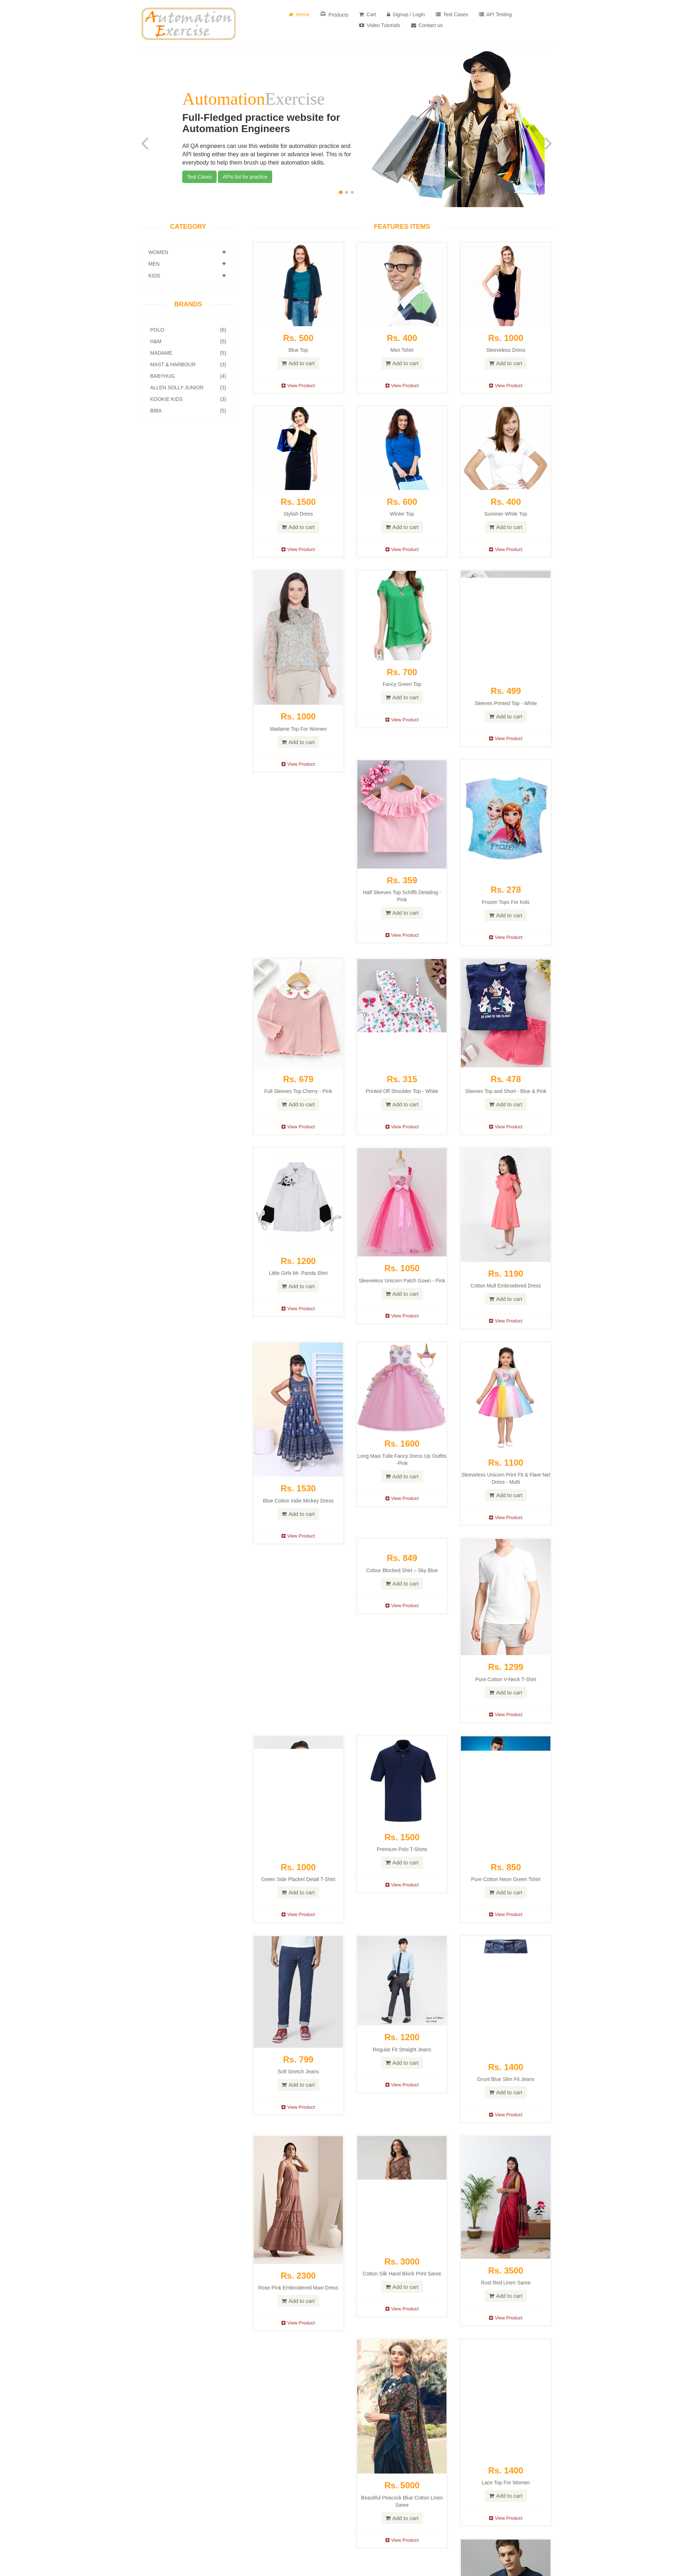 Automation
Exercise
Home
Products
Cart
Signup / Login
Test Cases
API Testing
Video Tutorials
Contact us
AutomationExercise
Full-Fledged practice website for
Automation Engineers
All QA engineers can use this website for automation practice and
API testing either they are at beginner or advance level. This is for
everybody to help them brush up their automation skills.
Test Cases
APIs list for practice
CATEGORY
WOMEN
MEN
KIDS
BRANDS
POLO (6)
H&M (5)
MADAME (5)
MAST & HARBOUR (3)
BABYHUG (4)
ALLEN SOLLY JUNIOR (3)
KOOKIE KIDS (3)
BIBA (5)
FEATURES ITEMS
Rs. 500
Blue Top
Add to cart
View Product
Rs. 400
Men Tshirt
Add to cart
View Product
Rs. 1000
Sleeveless Dress
Add to cart
View Product
Rs. 1500
Stylish Dress
Add to cart
View Product
Rs. 600
Winter Top
Add to cart
View Product
Rs. 400
Summer White Top
Add to cart
View Product
Rs. 1000
Madame Top For Women
Add to cart
View Product
Rs. 700
Fancy Green Top
Add to cart
View Product
Rs. 499
Sleeves Printed Top - White
Add to cart
View Product
Rs. 359
Half Sleeves Top Schiffli Detailing -
Pink
Add to cart
View Product
Rs. 278
Frozen Tops For Kids
Add to cart
View Product
Rs. 679
Full Sleeves Top Cherry - Pink
Add to cart
View Product
Rs. 315
Printed Off Shoulder Top - White
Add to cart
View Product
Rs. 478
Sleeves Top and Short - Blue & Pink
Add to cart
View Product
Rs. 1200
Little Girls Mr. Panda Shirt
Add to cart
View Product
Rs. 1050
Sleeveless Unicorn Patch Gown - Pink
Add to cart
View Product
Rs. 1190
Cotton Mull Embroidered Dress
Add to cart
View Product
Rs. 1530
Blue Cotton Indie Mickey Dress
Add to cart
View Product
Rs. 1600
Long Maxi Tulle Fancy Dress Up Outfits
-Pink
Add to cart
View Product
Rs. 1100
Sleeveless Unicorn Print Fit & Flare Net
Dress - Multi
Add to cart
View Product
Rs. 849
Colour Blocked Shirt – Sky Blue
Add to cart
View Product
Rs. 1299
Pure Cotton V-Neck T-Shirt
Add to cart
View Product
Rs. 1000
Green Side Placket Detail T-Shirt
Add to cart
View Product
Rs. 1500
Premium Polo T-Shirts
Add to cart
View Product
Rs. 850
Pure Cotton Neon Green Tshirt
Add to cart
View Product
Rs. 799
Soft Stretch Jeans
Add to cart
View Product
Rs. 1200
Regular Fit Straight Jeans
Add to cart
View Product
Rs. 1400
Grunt Blue Slim Fit Jeans
Add to cart
View Product
Rs. 2300
Rose Pink Embroidered Maxi Dress
Add to cart
View Product
Rs. 3000
Cotton Silk Hand Block Print Saree
Add to cart
View Product
Rs. 3500
Rust Red Linen Saree
Add to cart
View Product
Rs. 5000
Beautiful Peacock Blue Cotton Linen
Saree
Add to cart
View Product
Rs. 1400
Lace Top For Women
Add to cart
View Product